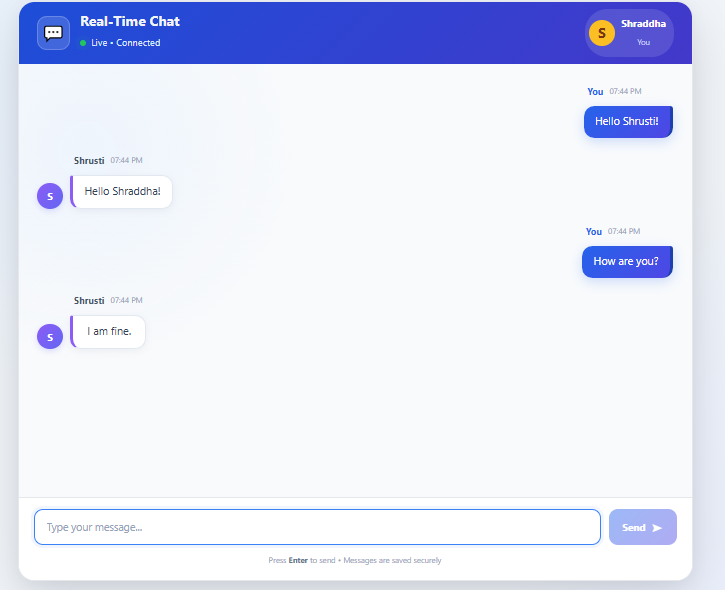 Real-Time Chat
Live • Connected
S
Shraddha
You
You 07:44 PM
Hello Shrusti!
Shrusti 07:44 PM
S
Hello Shraddha!
You 07:44 PM
How are you?
Shrusti 07:44 PM
S
I am fine.
Type your message...
Send
Press Enter to send • Messages are saved securely